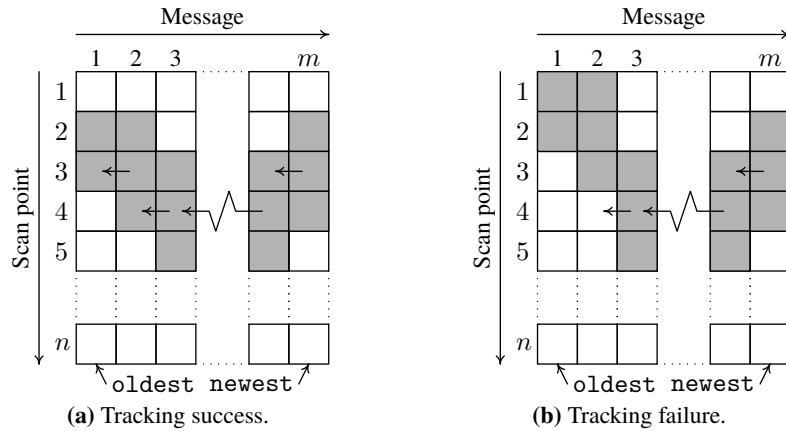 Message
1 2 3 m
Scan point
1
2
3
4
5
n
oldest newest
(a) Tracking success.
Message
1 2 3 m
Scan point
1
2
3
4
5
n
oldest newest
(b) Tracking failure.